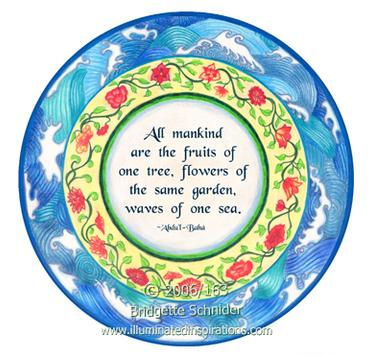 All mankind
are the fruits of
one tree, flowers of
the same garden,
waves of one sea.
~Abdu'l-Bahá
© 2006/163
Bridgette Schnider
www.illuminatedinspirations.com